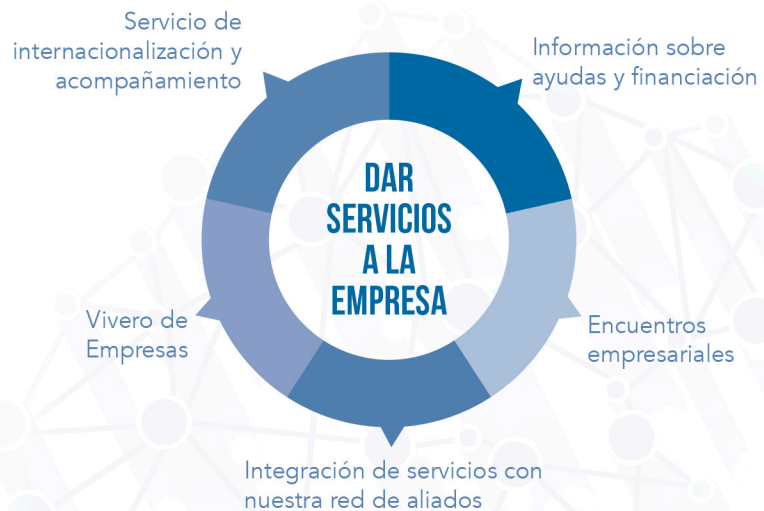 Servicio de
internacionalización y
acompañamiento
Información sobre
ayudas y financiación
DAR
SERVICIOS
A LA
EMPRESA
Vivero de
Empresas
Encuentros
empresariales
Integración de servicios con
nuestra red de aliados